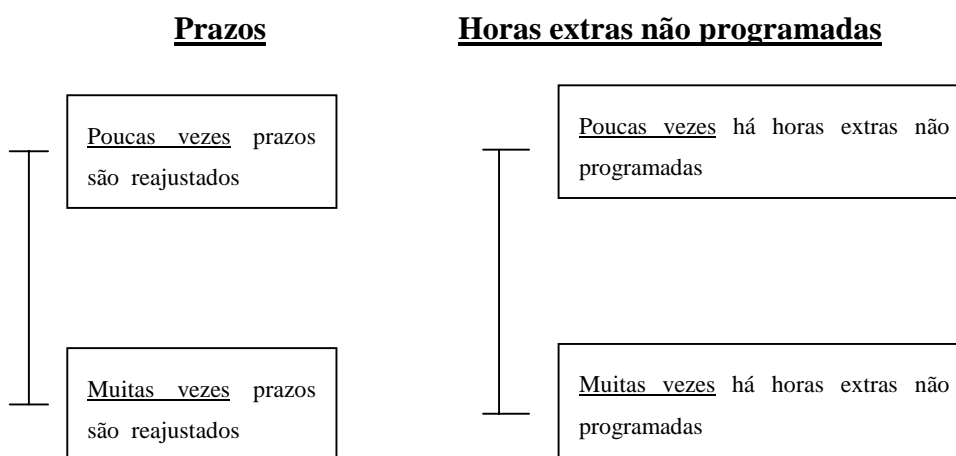 Prazos
Horas extras não programadas
Poucas vezes prazos
são reajustados
Poucas vezes há horas extras não
programadas
Muitas vezes prazos
são reajustados
Muitas vezes há horas extras não
programadas